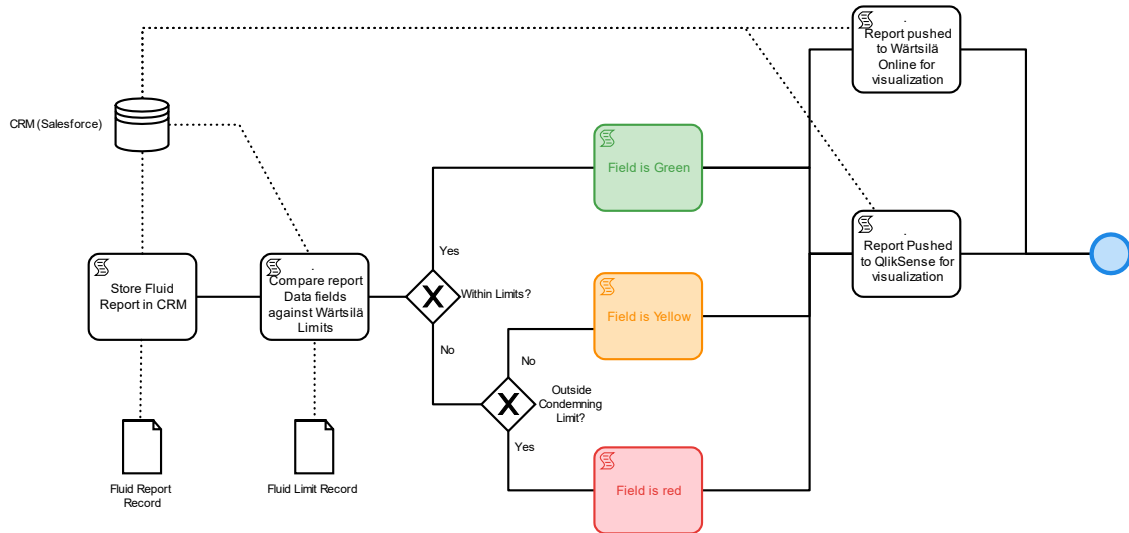 .
Report pushed
to Wärtsilä
Online for
visualization
CRM (Salesforce)
Field is Green
.
Report Pushed
to QlikSense for
visualization
Yes
Store Fluid
Report in CRM
.
Compare report
Data fields
against Wärtsilä
Limits
Within Limits?
Field is Yellow
No
No
Outside
Condemning
Limit?
Yes
Fluid Report
Record
Fluid Limit Record
Field is red